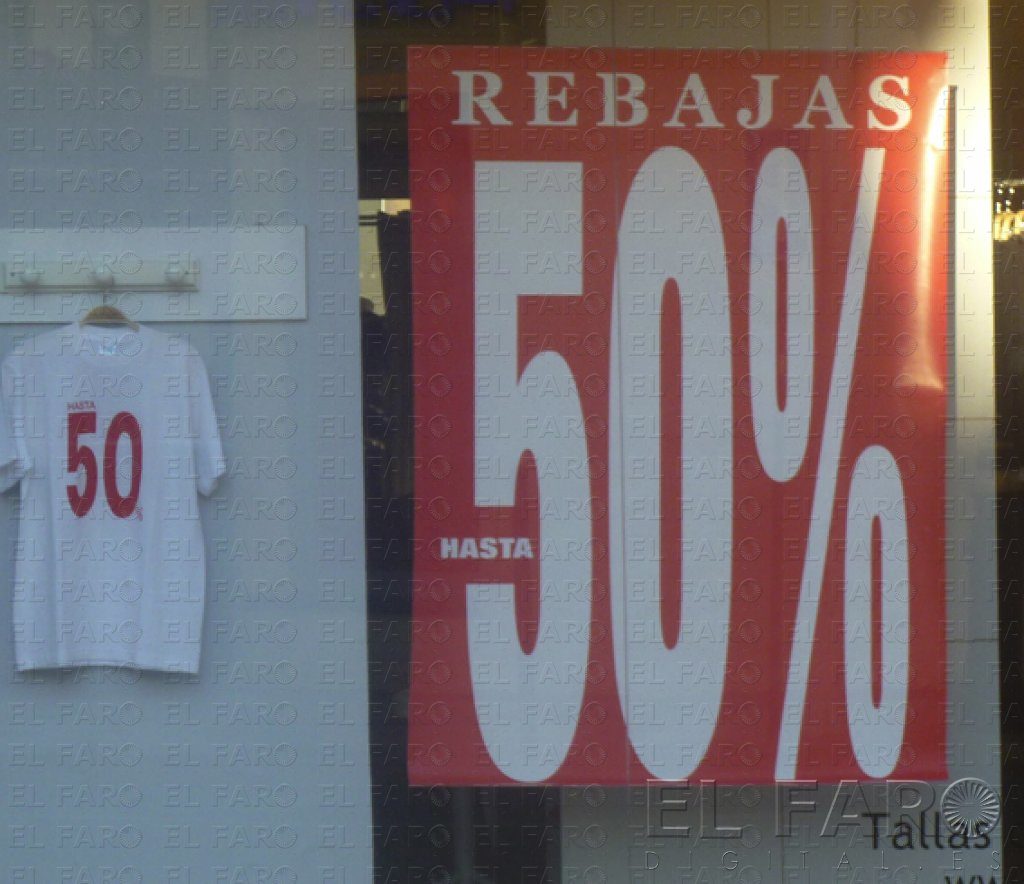 REBAJAS
50%
HASTA
HASTA
50%
Tallas
EL FARO
DIGITAL.ES